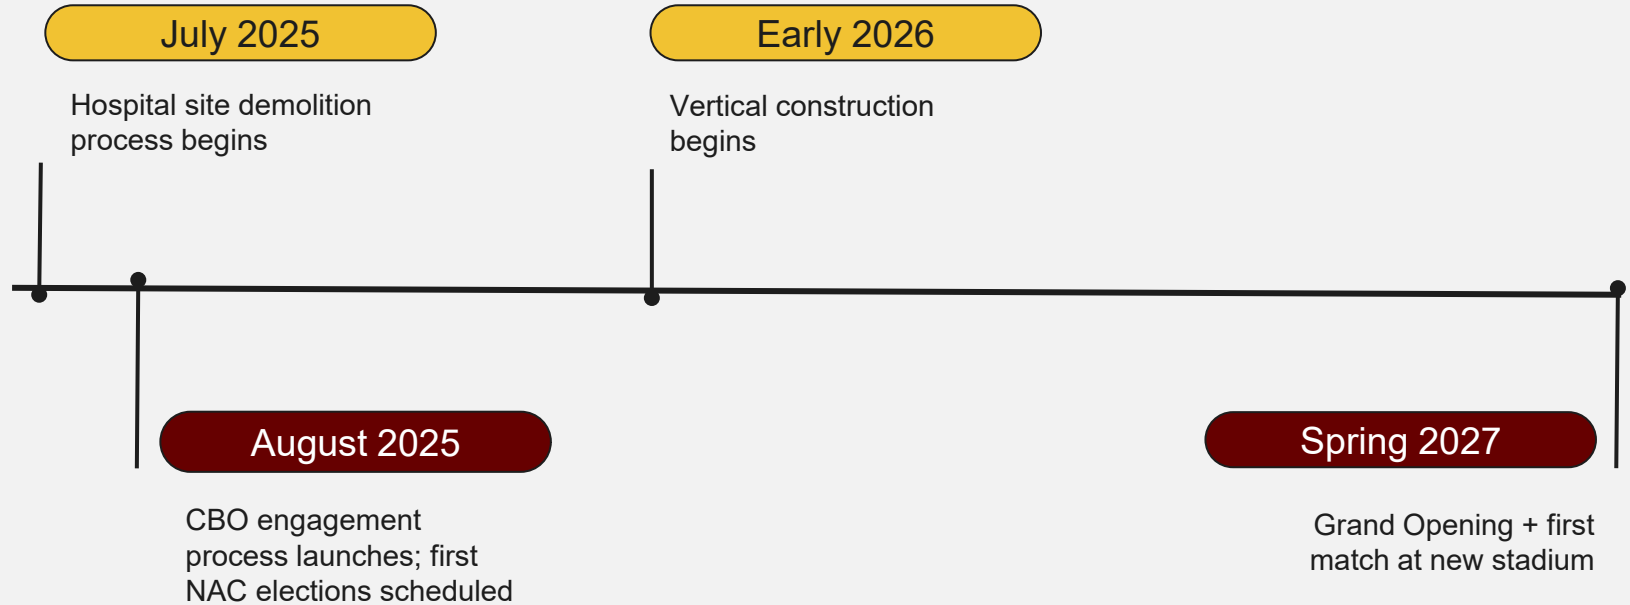 July 2025
Hospital site demolition
process begins
Early 2026
Vertical construction
begins
August 2025
CBO engagement
process launches; first
NAC elections scheduled
Spring 2027
Grand Opening + first
match at new stadium